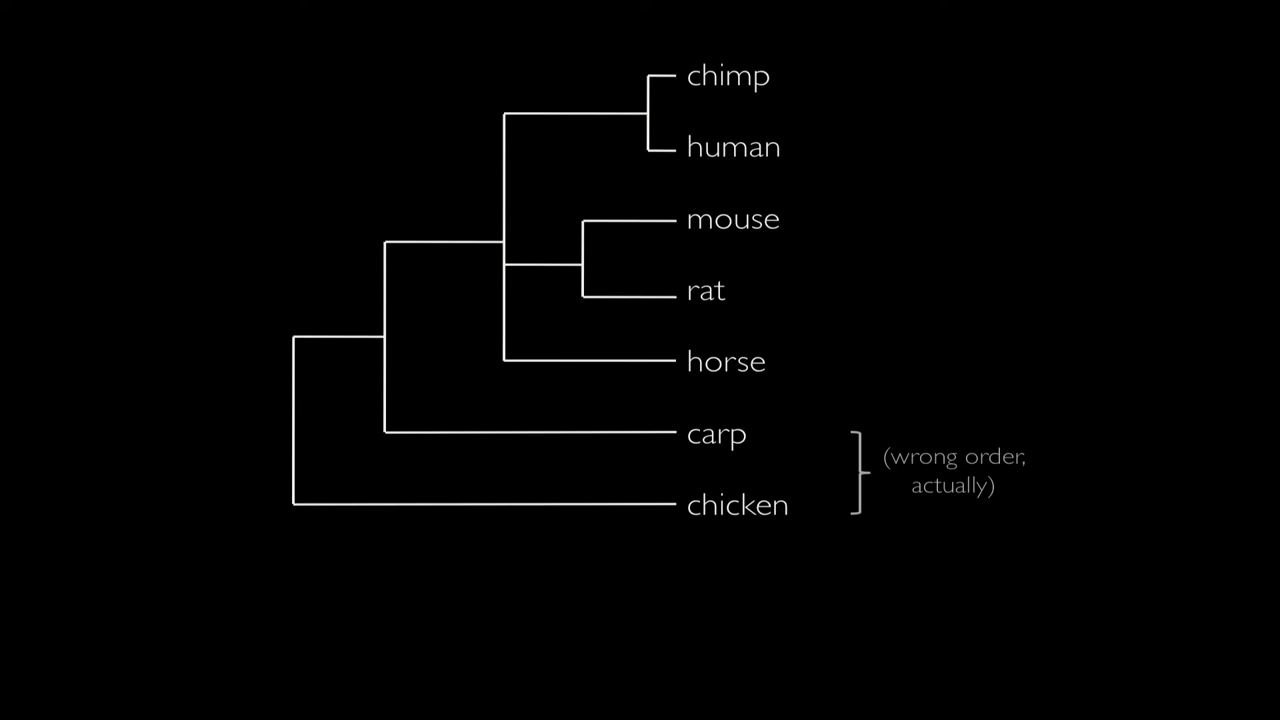 chimp
human
mouse
rat
horse
carp
(wrong order,
actually)
chicken